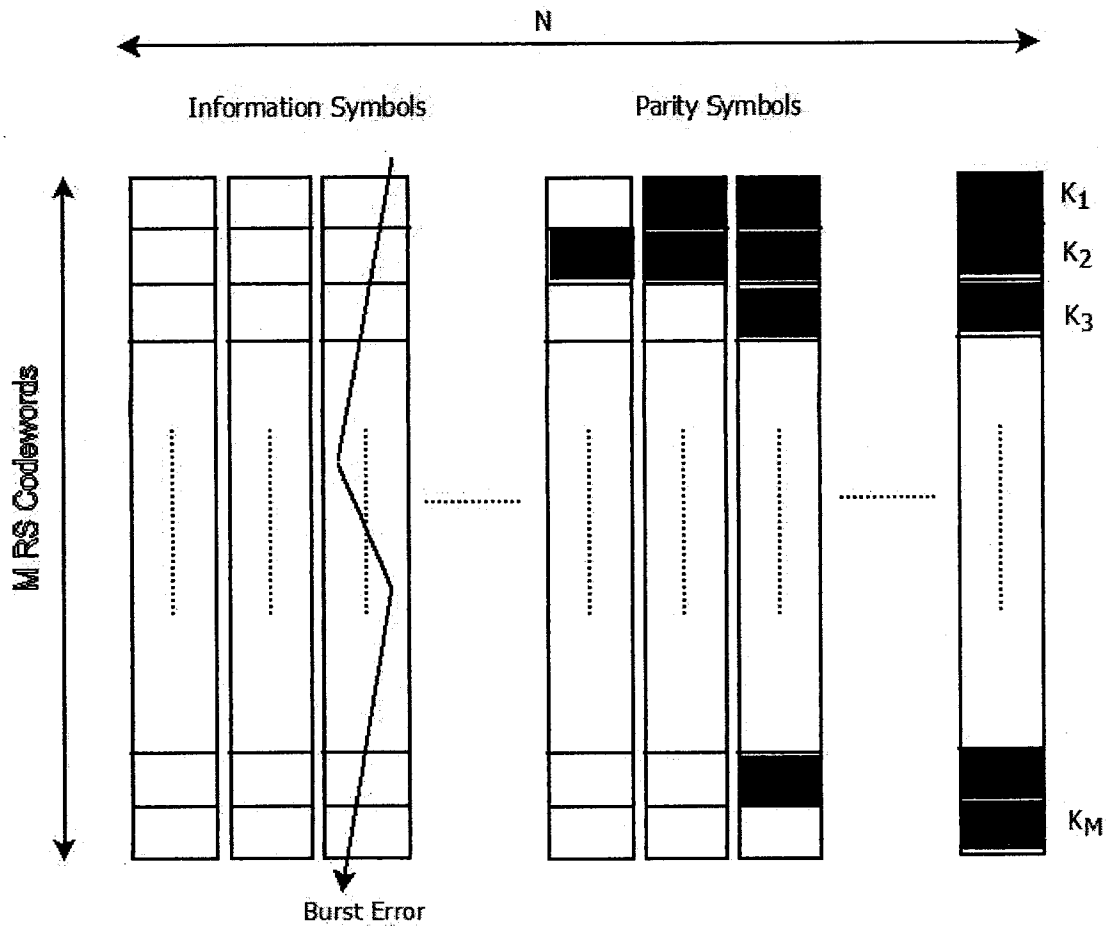 N
Information Symbols
Parity Symbols
K1
K2
K3
M RS Codewords
KM
Burst Error